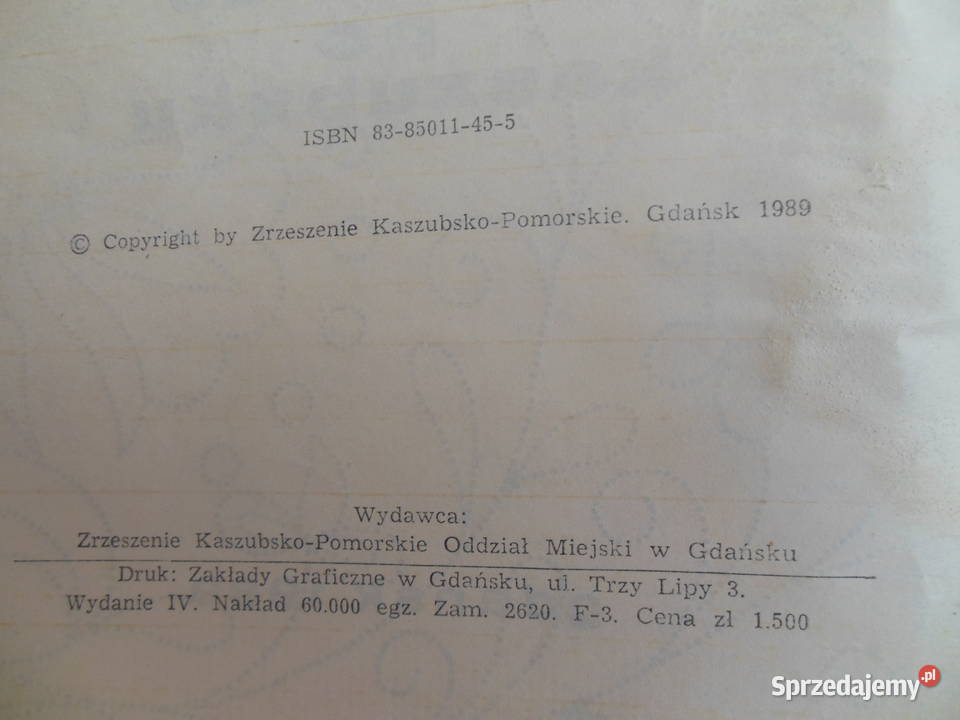 ISBN 83-85011-45-5
© Copyright by Zrzeszenie Kaszubsko-Pomorskie. Gdańsk 1989
Wydawca:
Zrzeszenie Kaszubsko-Pomorskie Oddział Miejski w Gdańsku
Druk: Zakłady Graficzne w Gdańsku, ul. Trzy Lipy 3.
Wydanie IV. Nakład 60.000 egz. Zam. 2620. F-3. Cena zł 1.500
Sprzedajemy.pl